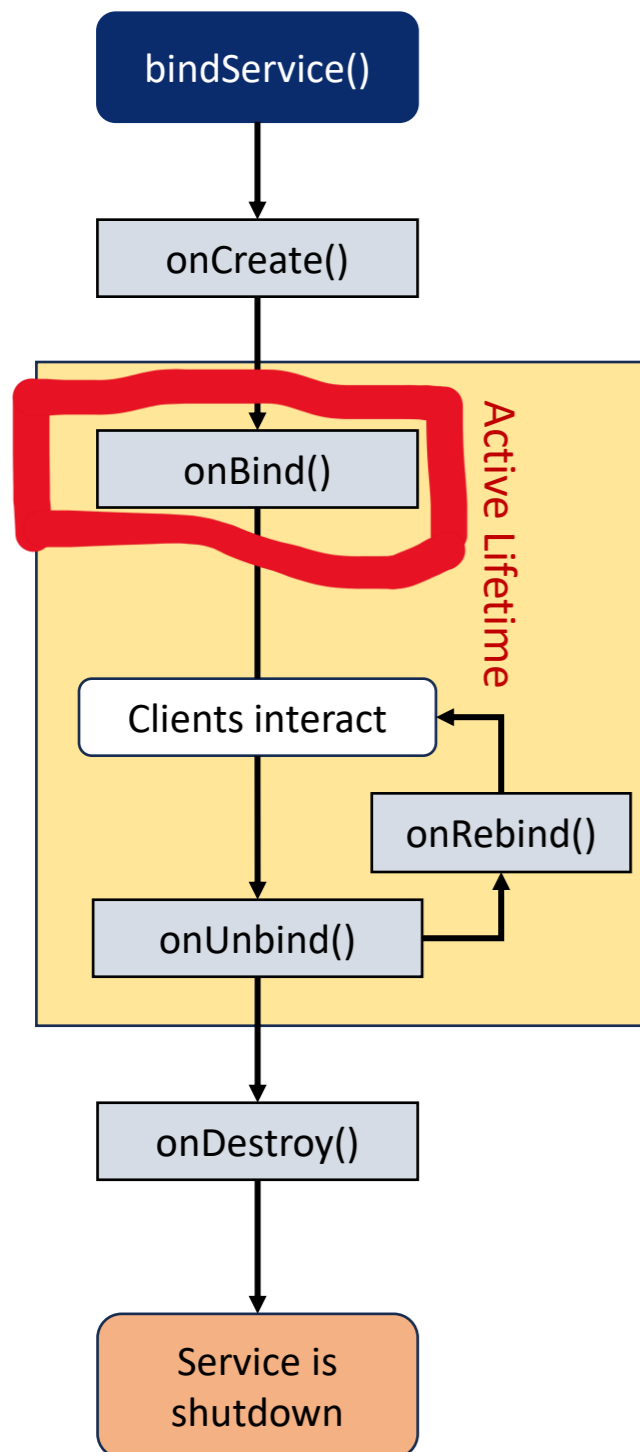 bindService()
onCreate()
onBind()
Active Lifetime
Clients interact
onRebind()
onUnbind()
onDestroy()
Service is
shutdown